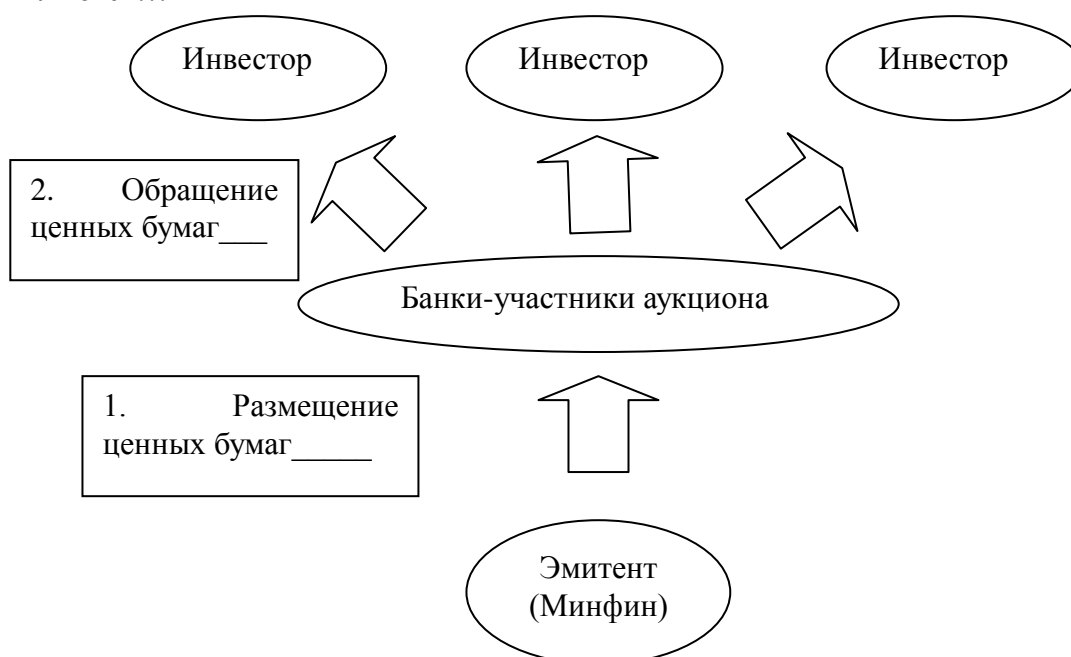 Инвестор Инвестор Инвестор
2. Обращение
ценных бумаг___
Банки-участники аукциона
1. Размещение
ценных бумаг_____
Эмитент
(Минфин)